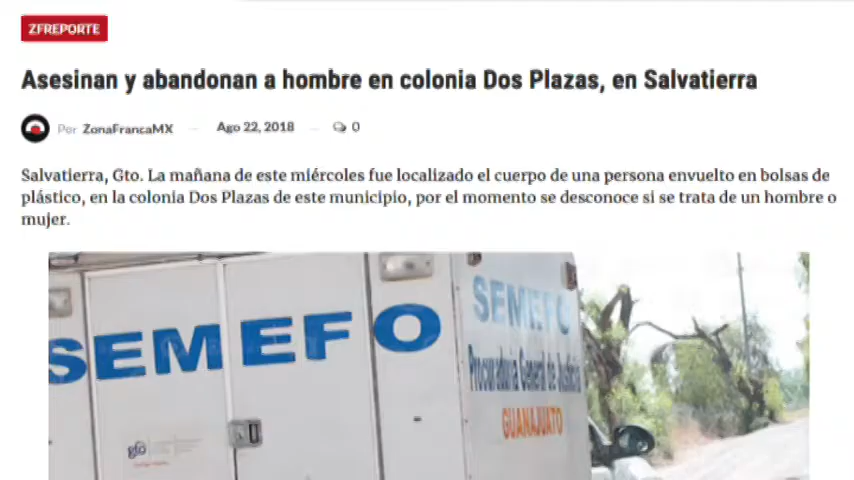 ZFREPORTE
Asesinan y abandonan a hombre en colonia Dos Plazas, en Salvatierra
Por ZonaFrancaMX — Ago 22, 2018 — 0
Salvatierra, Gto. La mañana de este miércoles fue localizado el cuerpo de una persona envuelto en bolsas de
plástico, en la colonia Dos Plazas de este municipio, por el momento se desconoce si se trata de un hombre o
mujer.
SEMEFO
SEMEFO
Procuraduría General de Justicia
GUANAJUATO
gto